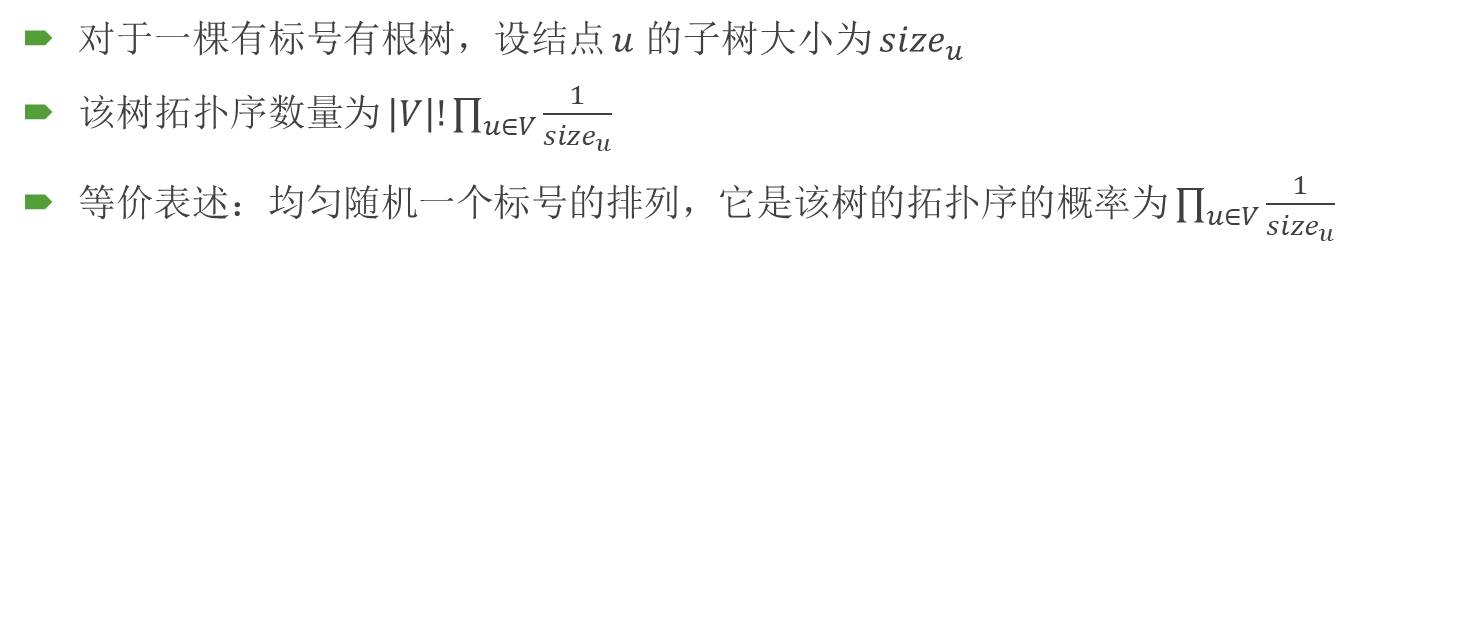 对于一棵有标号有根树，设结点 u 的子树大小为 size_u
该树拓扑序数量为 |V|! ∏_{u∈V} 1/size_u
等价表述：均匀随机一个标号的排列，它是该树的拓扑序的概率为 ∏_{u∈V} 1/size_u